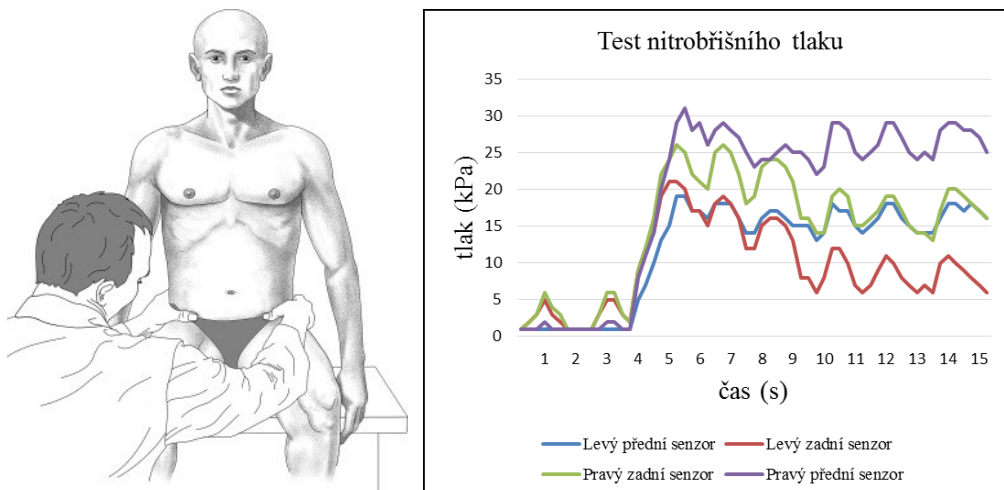 Test nitrobřišního tlaku
tlak (kPa)
35
30
25
20
15
10
5
0
1 2 3 4 5 6 7 8 9 10 11 12 13 14 15
čas (s)
Levý přední senzor Levý zadní senzor
Pravý zadní senzor Pravý přední senzor